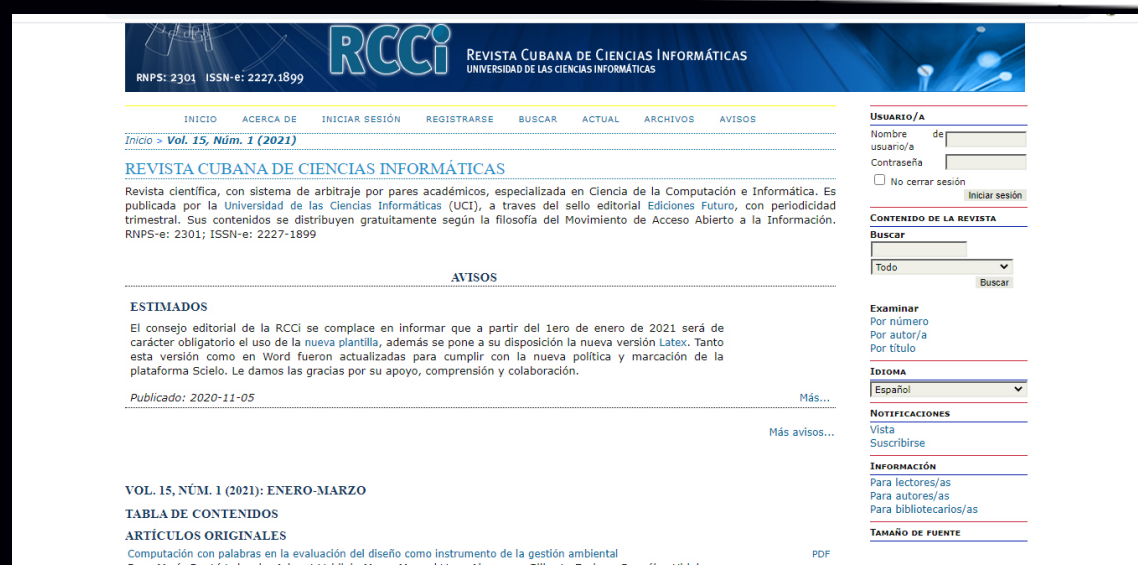 RCCi
REVISTA CUBANA DE CIENCIAS INFORMÁTICAS
UNIVERSIDAD DE LAS CIENCIAS INFORMÁTICAS
RNPS: 2301 ISSN-e: 2227.1899
INICIO ACERCA DE INICIAR SESIÓN REGISTRARSE BUSCAR ACTUAL ARCHIVOS AVISOS
Inicio > Vol. 15, Núm. 1 (2021)
REVISTA CUBANA DE CIENCIAS INFORMÁTICAS
Revista científica, con sistema de arbitraje por pares académicos, especializada en Ciencia de la Computación e Informática. Es
publicada por la Universidad de las Ciencias Informáticas (UCI), a traves del sello editorial Ediciones Futuro, con periodicidad
trimestral. Sus contenidos se distribuyen gratuitamente según la filosofía del Movimiento de Acceso Abierto a la Información.
RNPS-e: 2301; ISSN-e: 2227-1899
AVISOS
ESTIMADOS
El consejo editorial de la RCCi se complace en informar que a partir del 1ero de enero de 2021 será de
carácter obligatorio el uso de la nueva plantilla, además se pone a su disposición la nueva versión Latex. Tanto
esta versión como en Word fueron actualizadas para cumplir con la nueva política y marcación de la
plataforma Scielo. Le damos las gracias por su apoyo, comprensión y colaboración.
Publicado: 2020-11-05 Más...
Más avisos...
VOL. 15, NÚM. 1 (2021): ENERO-MARZO
TABLA DE CONTENIDOS
ARTÍCULOS ORIGINALES
Computación con palabras en la evaluación del diseño como instrumento de la gestión ambiental PDF
USUARIO/A
Nombre de
usuario/a
Contraseña
No cerrar sesión
Iniciar sesión
CONTENIDO DE LA REVISTA
Buscar
Todo
Buscar
Examinar
Por número
Por autor/a
Por título
IDIOMA
Español
NOTIFICACIONES
Vista
Suscribirse
INFORMACIÓN
Para lectores/as
Para autores/as
Para bibliotecarios/as
TAMAÑO DE FUENTE